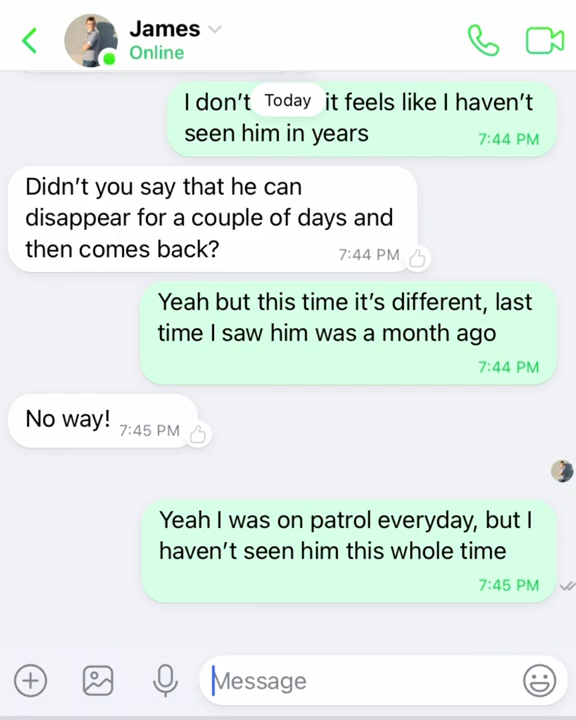 James
Online
Today
I don't it feels like I haven't
seen him in years
7:44 PM
Didn't you say that he can
disappear for a couple of days and
then comes back?
7:44 PM
Yeah but this time it's different, last
time I saw him was a month ago
7:44 PM
No way!
7:45 PM
Yeah I was on patrol everyday, but I
haven't seen him this whole time
7:45 PM
Message